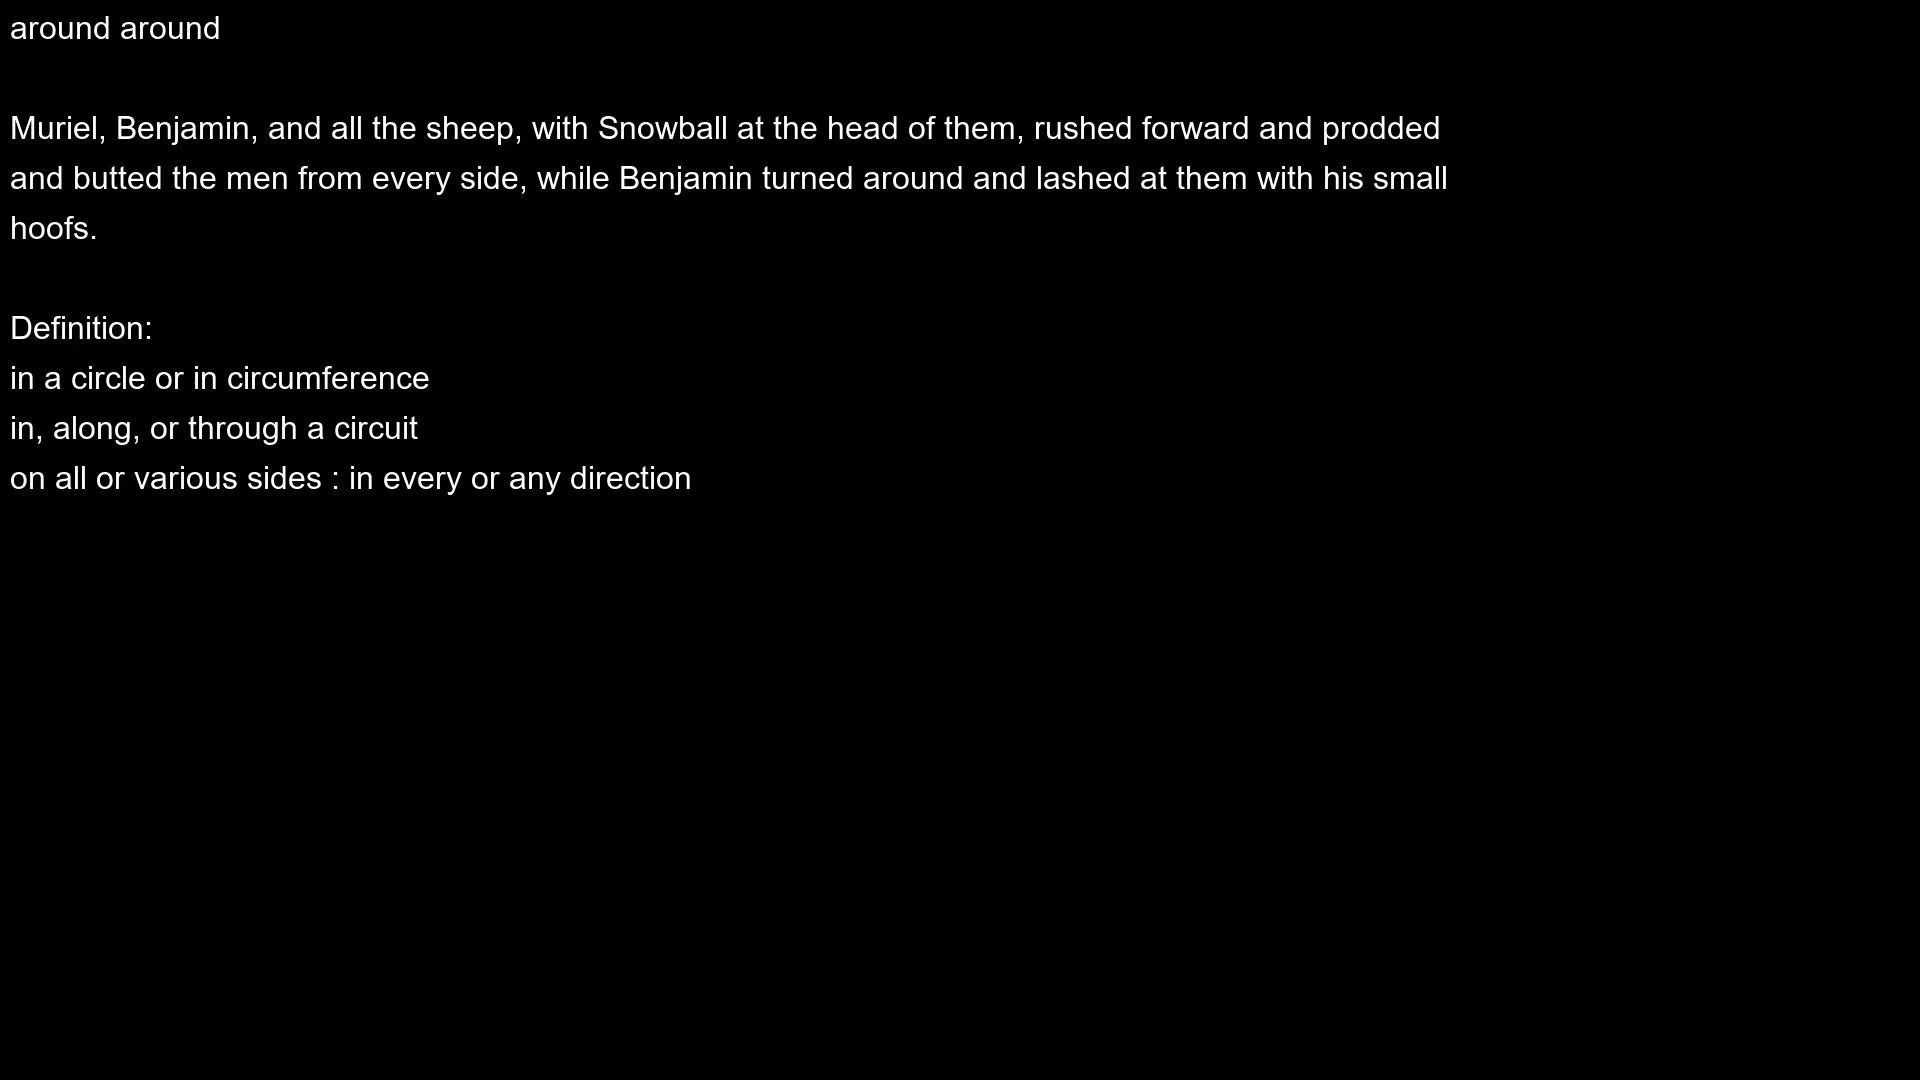 around around
Muriel, Benjamin, and all the sheep, with Snowball at the head of them, rushed forward and prodded
and butted the men from every side, while Benjamin turned around and lashed at them with his small
hoofs.
Definition:
in a circle or in circumference
in, along, or through a circuit
on all or various sides : in every or any direction